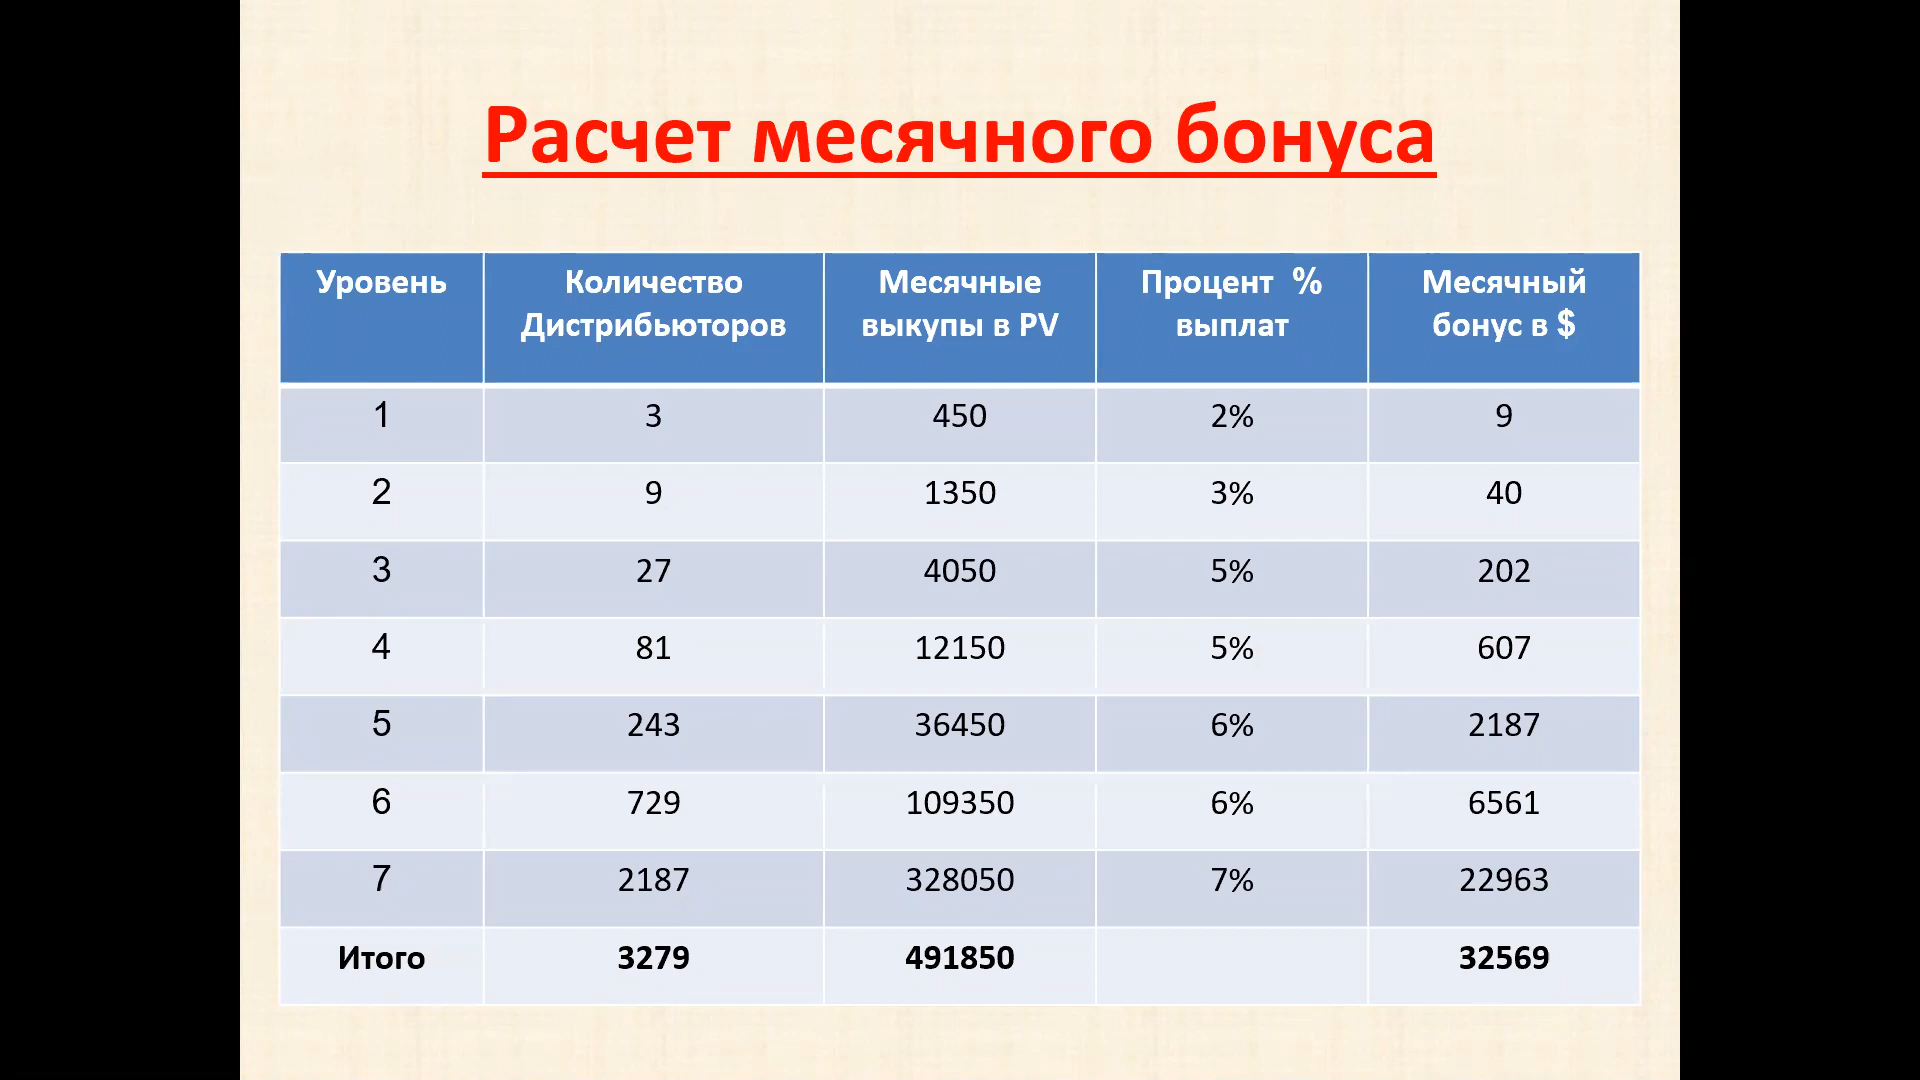 Расчет месячного бонуса
Уровень Количество Дистрибьюторов Месячные выкупы в PV Процент % выплат Месячный бонус в $
1 3 450 2% 9
2 9 1350 3% 40
3 27 4050 5% 202
4 81 12150 5% 607
5 243 36450 6% 2187
6 729 109350 6% 6561
7 2187 328050 7% 22963
Итого 3279 491850 32569